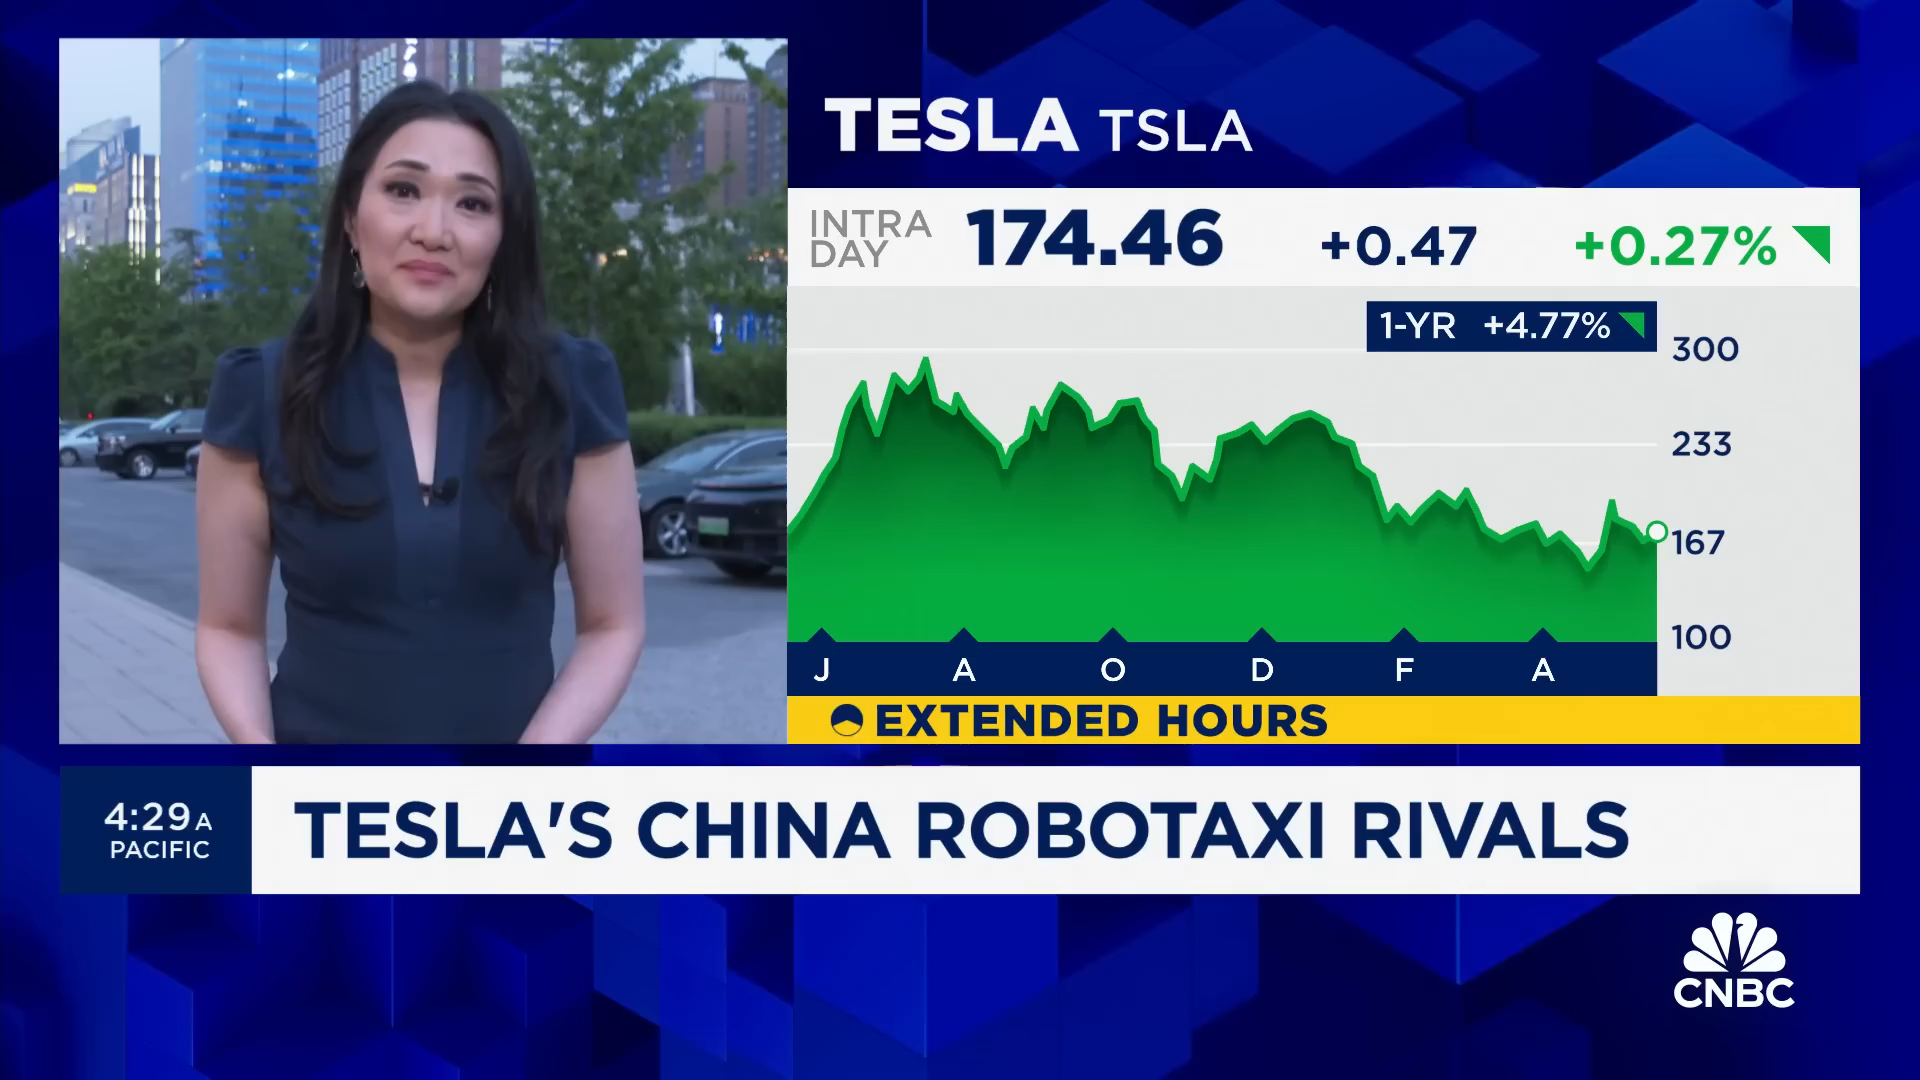 TESLA TSLA
INTRA
DAY
174.46 +0.47 +0.27%
1-YR +4.77%
300
233
167
100
J A O D F A
EXTENDED HOURS
4:29 A
PACIFIC
TESLA'S CHINA ROBOTAXI RIVALS
CNBC